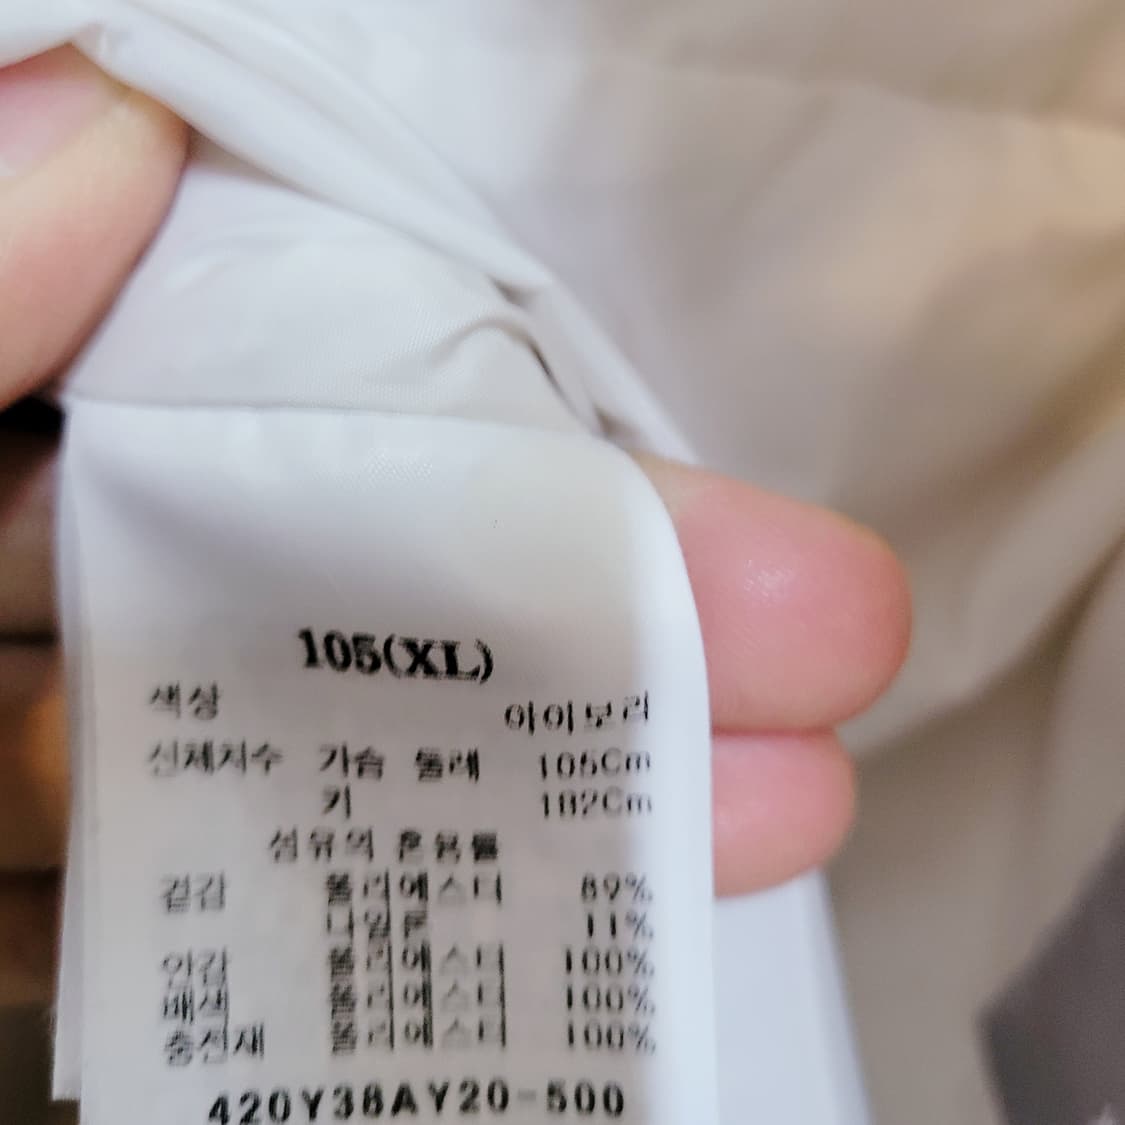 105(XL)
색상 아이보리
신체치수 가슴 둘레 105Cm
키 182Cm
섬유의 혼용률
겉감 폴리에스터 89%
나일론 11%
안감 폴리에스터 100%
배색 폴리에스터 100%
충전재 폴리에스터 100%
420Y38AY20-500